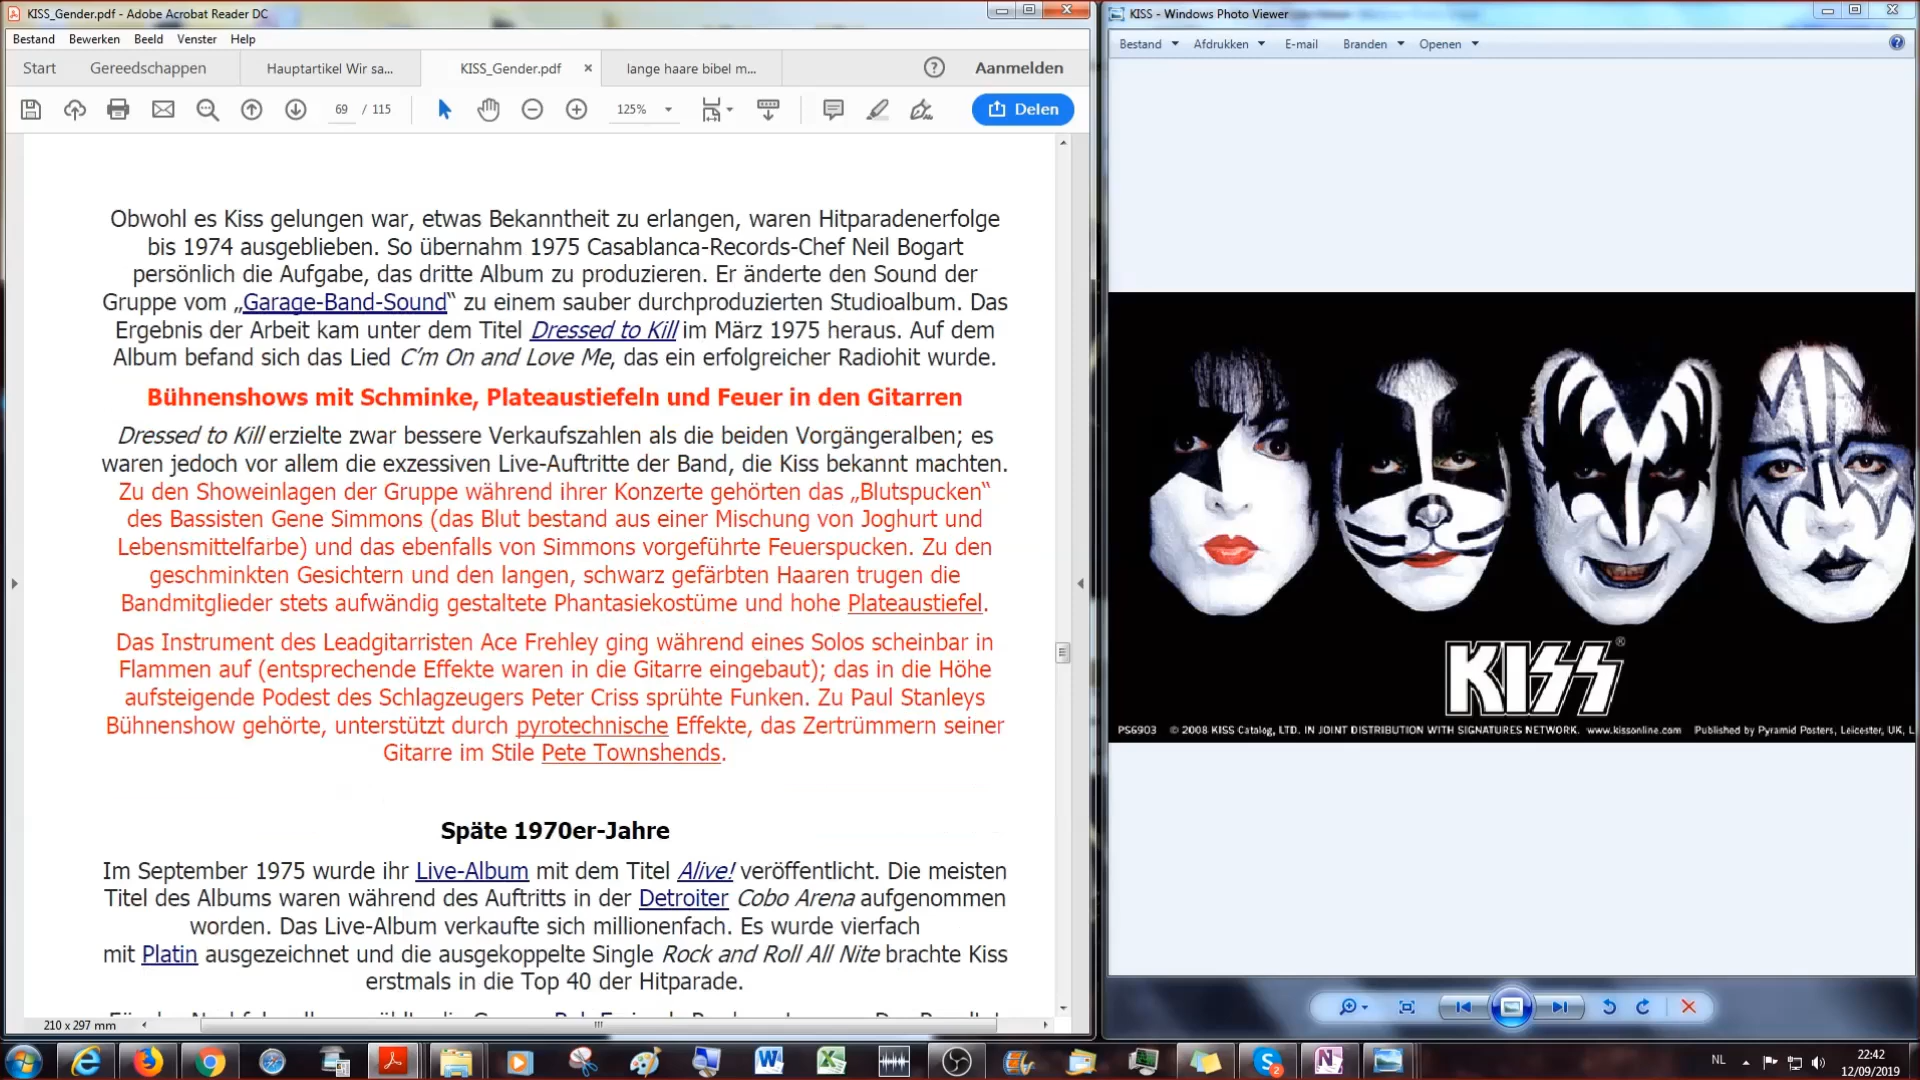 KISS_Gender.pdf - Adobe Acrobat Reader DC
Bestand Bewerken Beeld Venster Help
Start Gereedschappen Hauptartikel Wir sa... KISS_Gender.pdf × lange haare bibel m... ? Aanmelden
69 / 115 125% Delen
Obwohl es Kiss gelungen war, etwas Bekanntheit zu erlangen, waren Hitparadenerfolge
bis 1974 ausgeblieben. So übernahm 1975 Casablanca-Records-Chef Neil Bogart
persönlich die Aufgabe, das dritte Album zu produzieren. Er änderte den Sound der
Gruppe vom „Garage-Band-Sound“ zu einem sauber durchproduzierten Studioalbum. Das
Ergebnis der Arbeit kam unter dem Titel Dressed to Kill im März 1975 heraus. Auf dem
Album befand sich das Lied C’m On and Love Me, das ein erfolgreicher Radiohit wurde.
Bühnenshows mit Schminke, Plateaustiefeln und Feuer in den Gitarren
Dressed to Kill erzielte zwar bessere Verkaufszahlen als die beiden Vorgängeralben; es
waren jedoch vor allem die exzessiven Live-Auftritte der Band, die Kiss bekannt machten.
Zu den Showeinlagen der Gruppe während ihrer Konzerte gehörten das „Blutspucken“
des Bassisten Gene Simmons (das Blut bestand aus einer Mischung von Joghurt und
Lebensmittelfarbe) und das ebenfalls von Simmons vorgeführte Feuerspucken. Zu den
geschminkten Gesichtern und den langen, schwarz gefärbten Haaren trugen die
Bandmitglieder stets aufwändig gestaltete Phantasiekostüme und hohe Plateaustiefel.
Das Instrument des Leadgitarristen Ace Frehley ging während eines Solos scheinbar in
Flammen auf (entsprechende Effekte waren in die Gitarre eingebaut); das in die Höhe
aufsteigende Podest des Schlagzeugers Peter Criss sprühte Funken. Zu Paul Stanleys
Bühnenshow gehörte, unterstützt durch pyrotechnische Effekte, das Zertrümmern seiner
Gitarre im Stile Pete Townshends.
Späte 1970er-Jahre
Im September 1975 wurde ihr Live-Album mit dem Titel Alive! veröffentlicht. Die meisten
Titel des Albums waren während des Auftritts in der Detroiter Cobo Arena aufgenommen
worden. Das Live-Album verkaufte sich millionenfach. Es wurde vierfach
mit Platin ausgezeichnet und die ausgekoppelte Single Rock and Roll All Nite brachte Kiss
erstmals in die Top 40 der Hitparade.
210 x 297 mm
KISS - Windows Photo Viewer
Bestand Afdrukken E-mail Branden Openen ?
KISS ®
PS6903 © 2008 KISS Catalog, LTD. IN JOINT DISTRIBUTION WITH SIGNATURES NETWORK. www.kissonline.com Published by Pyramid Posters, Leicester, UK, L
2
NL
22:42
12/09/2019